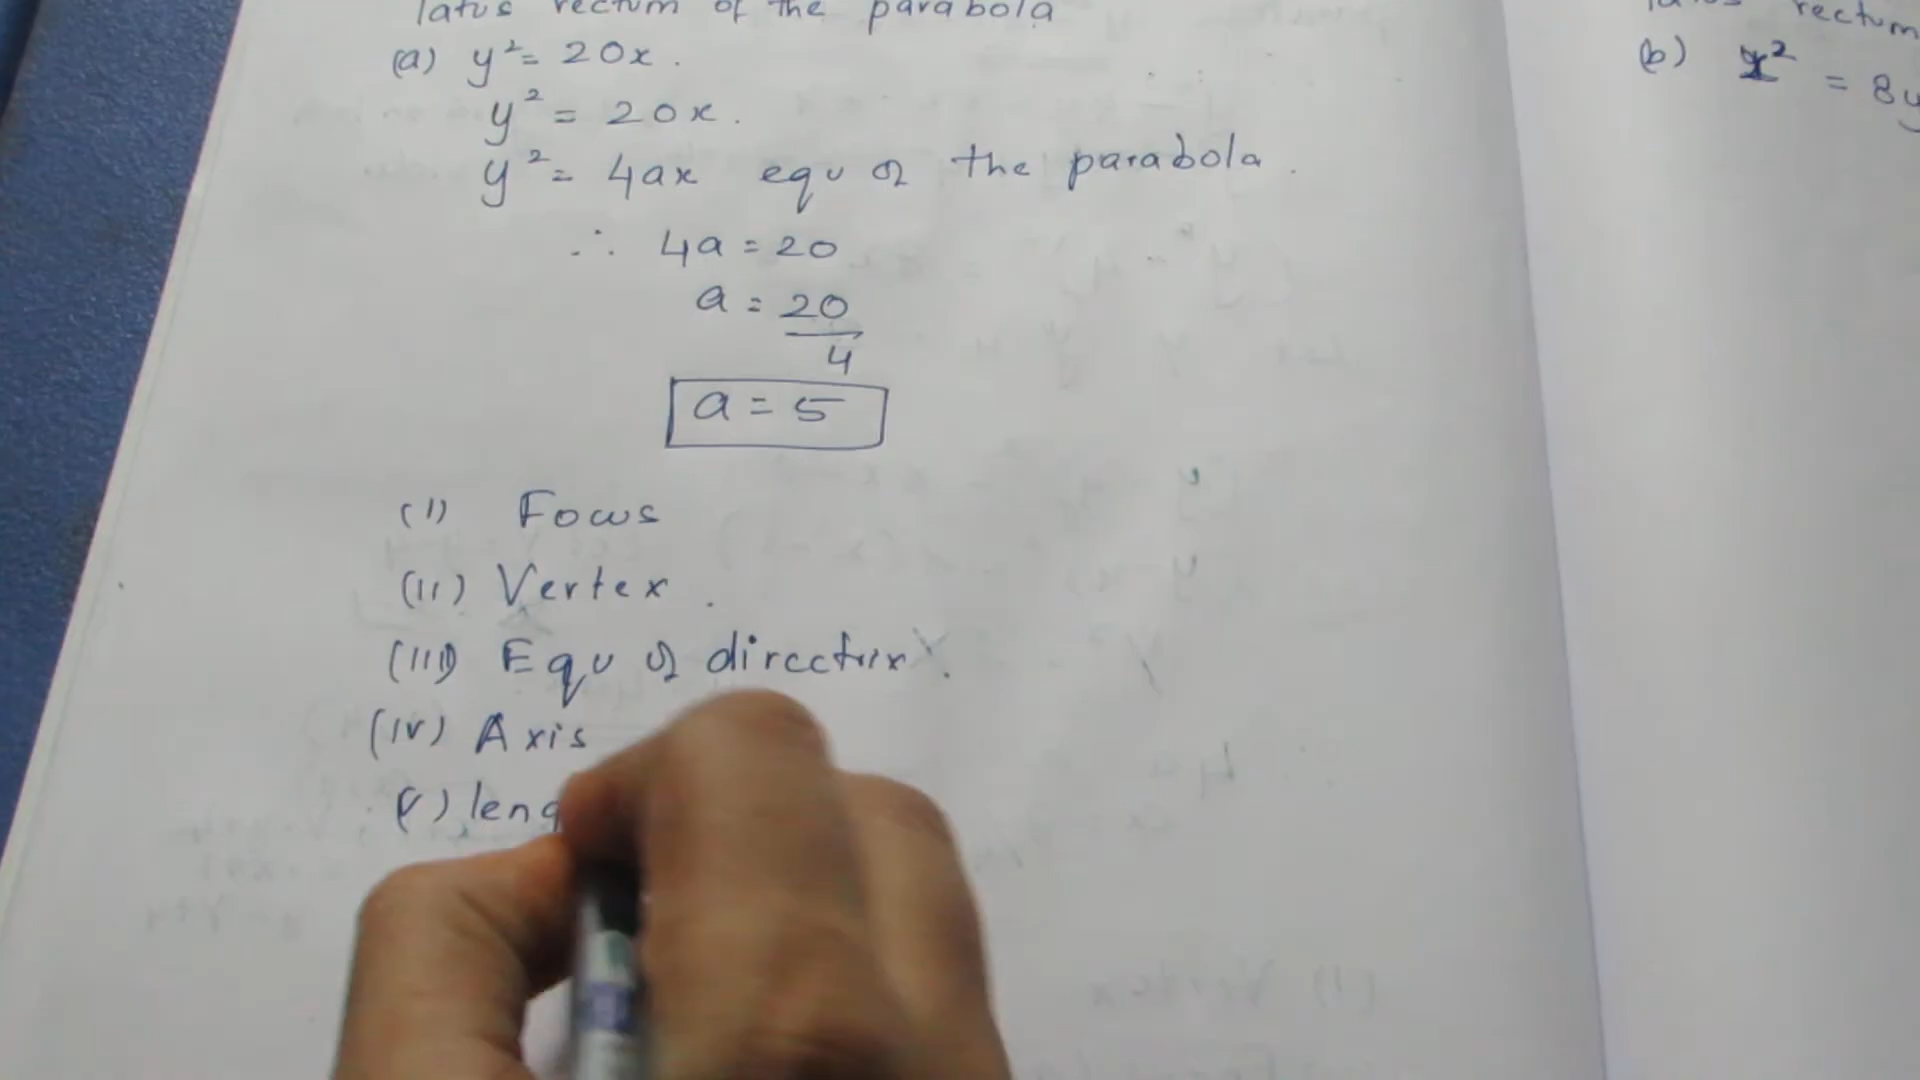 latus rectum of the parabola
(a) y² = 20x.
y² = 20x.
y² = 4ax equ of the parabola.
∴ 4a = 20
a = 20
4
a = 5
(i) Focus
(ii) Vertex.
(iii) Equ of directrix.
(iv) Axis
(v) leng
rectum
(b) x² = 8y